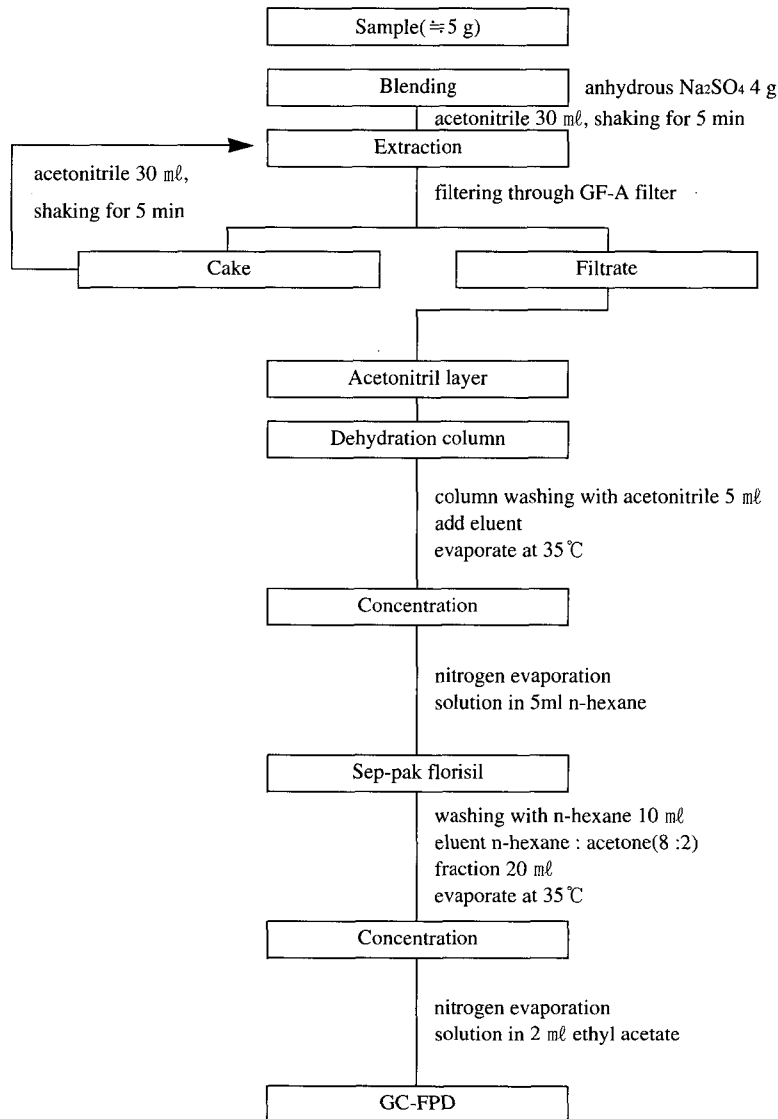 Sample(≒5 g)
Blending
anhydrous Na₂SO₄ 4 g
acetonitrile 30 ㎖, shaking for 5 min
Extraction
acetonitrile 30 ㎖,
shaking for 5 min
filtering through GF-A filter
Cake
Filtrate
Acetonitril layer
Dehydration column
column washing with acetonitrile 5 ㎖
add eluent
evaporate at 35℃
Concentration
nitrogen evaporation
solution in 5ml n-hexane
Sep-pak florisil
washing with n-hexane 10 ㎖
eluent n-hexane : acetone(8 :2)
fraction 20 ㎖
evaporate at 35℃
Concentration
nitrogen evaporation
solution in 2 ㎖ ethyl acetate
GC-FPD